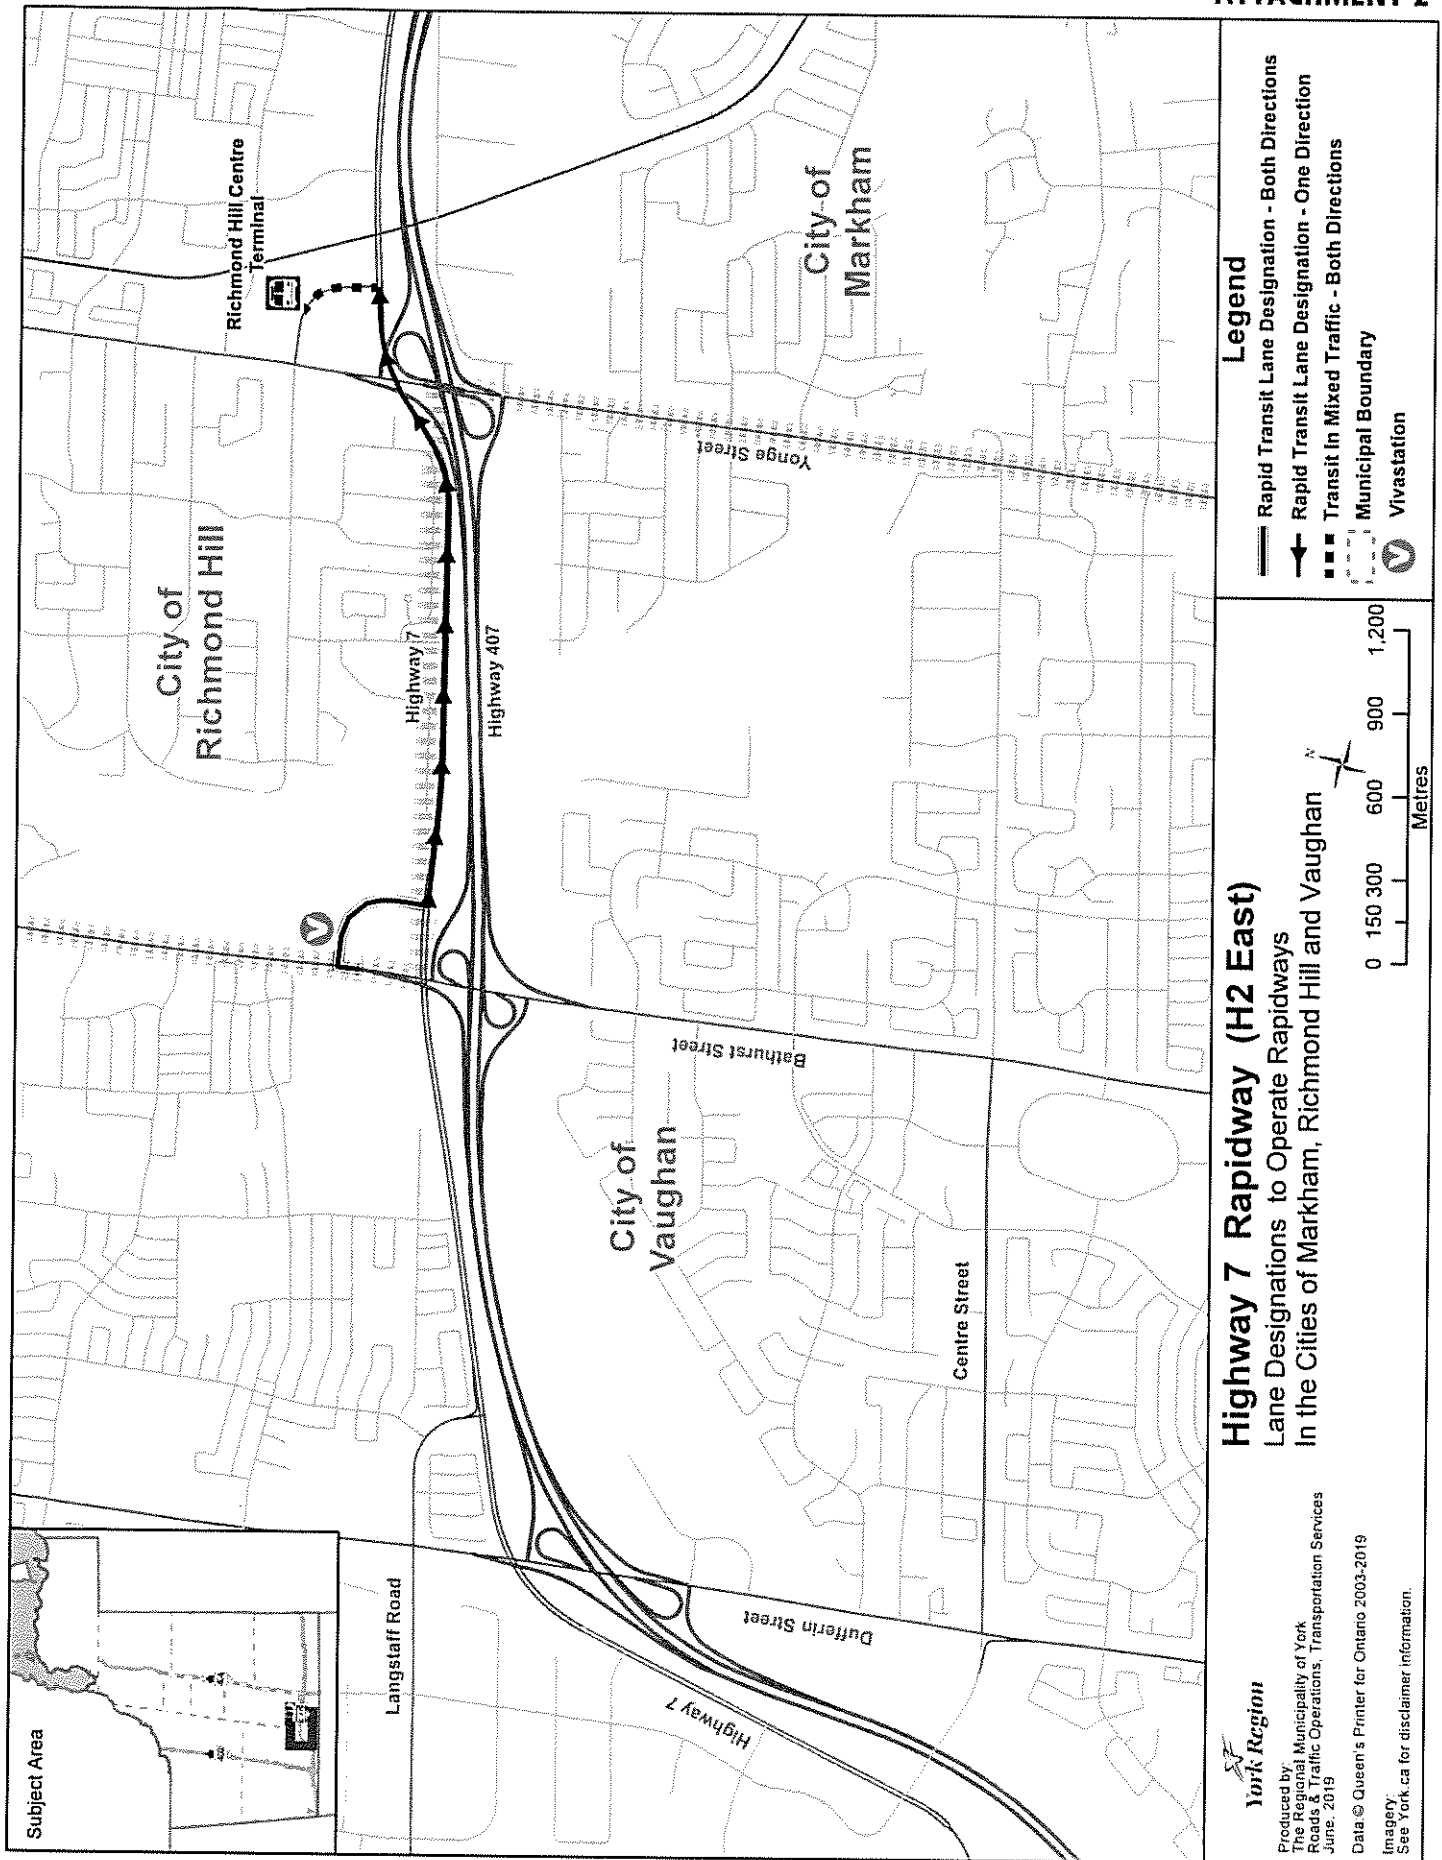 ATTACHMENT 2
Subject Area
Richmond Hill Centre
Terminal
City of
Richmond Hill
City of
Markham
City of
Vaughan
Highway 7
Highway 407
Yonge Street
Bathurst Street
Langstaff Road
Centre Street
Dufferin Street
Highway 7
V
York Region
Produced by:
The Regional Municipality of York
Roads & Traffic Operations, Transportation Services
June, 2019
Data:© Queen's Printer for Ontario 2003-2019
Imagery:
See York.ca for disclaimer information.
Highway 7 Rapidway (H2 East)
Lane Designations to Operate Rapidways
In the Cities of Markham, Richmond Hill and Vaughan
N
0 150 300 600 900 1,200
Metres
Legend
Rapid Transit Lane Designation - Both Directions
Rapid Transit Lane Designation - One Direction
Transit In Mixed Traffic - Both Directions
Municipal Boundary
V Vivastation